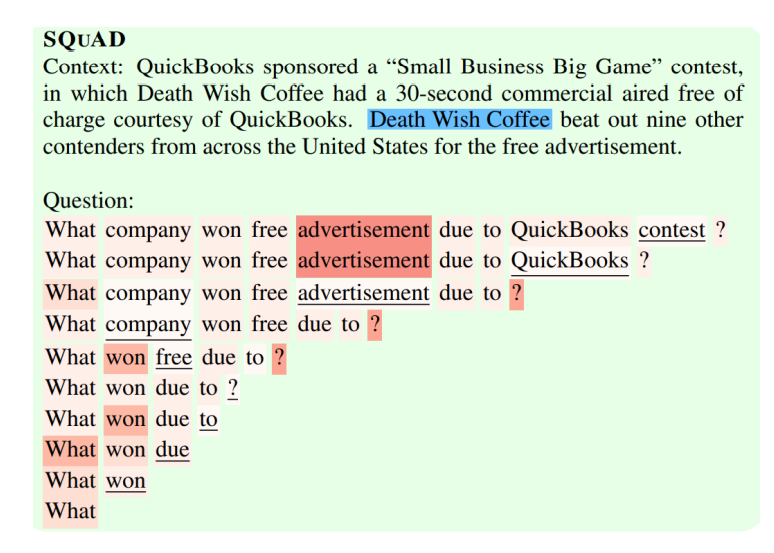 SQUAD
Context: QuickBooks sponsored a “Small Business Big Game” contest,
in which Death Wish Coffee had a 30-second commercial aired free of
charge courtesy of QuickBooks. Death Wish Coffee beat out nine other
contenders from across the United States for the free advertisement.
Question:
What company won free advertisement due to QuickBooks contest ?
What company won free advertisement due to QuickBooks ?
What company won free advertisement due to ?
What company won free due to ?
What won free due to ?
What won due to ?
What won due to
What won due
What won
What